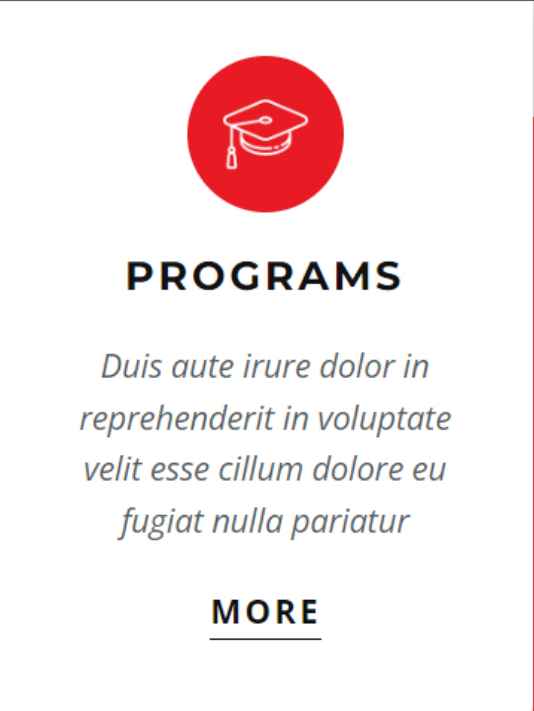 PROGRAMS
Duis aute irure dolor in
reprehenderit in voluptate
velit esse cillum dolore eu
fugiat nulla pariatur
MORE